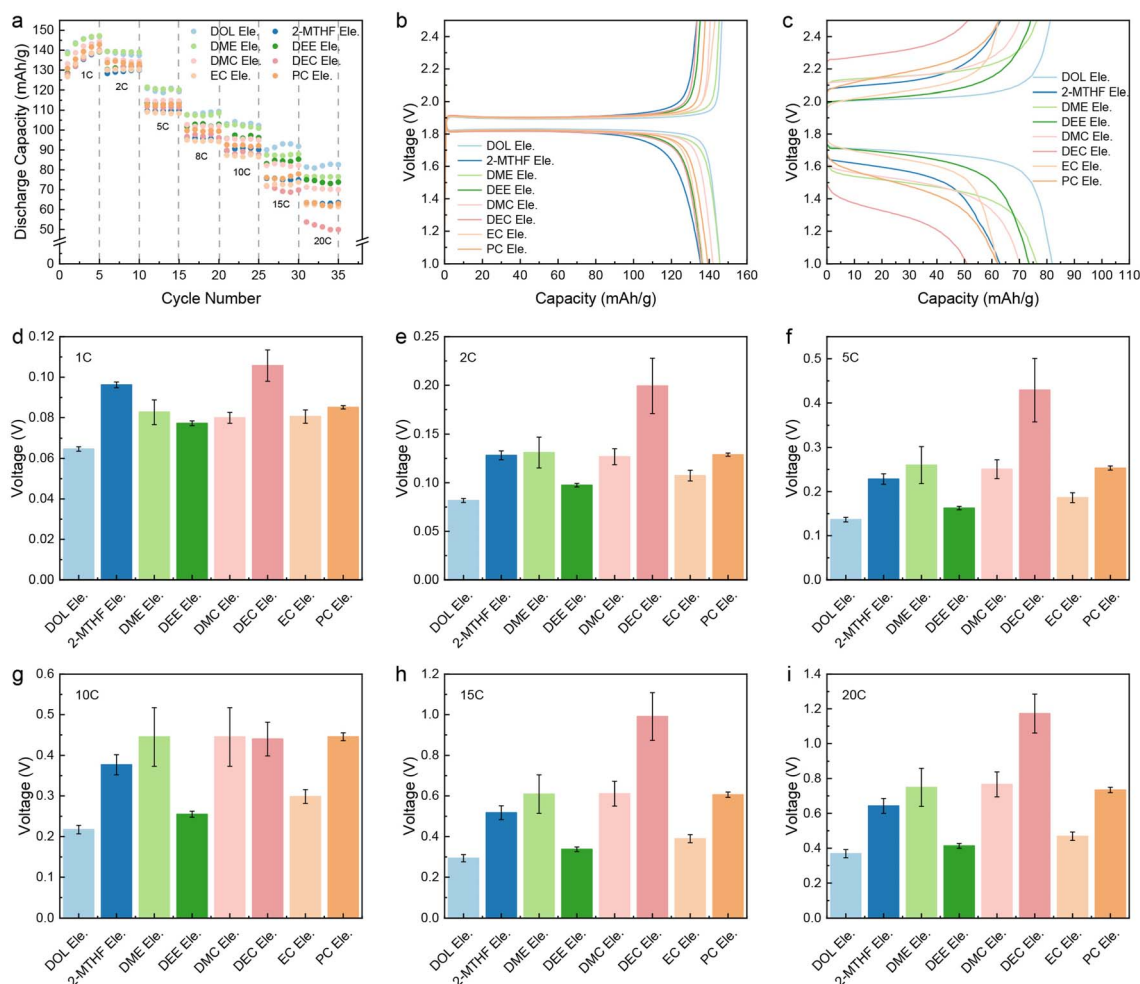 a
Discharge Capacity (mAh/g)
150
140
130
120
110
100
90
80
70
60
50
0
0 5 10 15 20 25 30 35
Cycle Number
1C
2C
5C
8C
10C
15C
20C
DOL Ele. 2-MTHF Ele.
DME Ele. DEE Ele.
DMC Ele. DEC Ele.
EC Ele. PC Ele.
b
Voltage (V)
2.4
2.2
2.0
1.8
1.6
1.4
1.2
1.0
0 20 40 60 80 100 120 140 160
Capacity (mAh/g)
DOL Ele.
2-MTHF Ele.
DME Ele.
DEE Ele.
DMC Ele.
DEC Ele.
EC Ele.
PC Ele.
c
Voltage (V)
2.4
2.2
2.0
1.8
1.6
1.4
1.2
1.0
0 10 20 30 40 50 60 70 80 90 100 110
Capacity (mAh/g)
DOL Ele.
2-MTHF Ele.
DME Ele.
DEE Ele.
DMC Ele.
DEC Ele.
EC Ele.
PC Ele.
d
1C
Voltage (V)
0.12
0.10
0.08
0.06
0.04
0.02
0.00
DOL Ele. 2-MTHF Ele. DME Ele. DEE Ele. DMC Ele. DEC Ele. EC Ele. PC Ele.
e
2C
Voltage (V)
0.25
0.20
0.15
0.10
0.05
0.00
DOL Ele. 2-MTHF Ele. DME Ele. DEE Ele. DMC Ele. DEC Ele. EC Ele. PC Ele.
f
5C
Voltage (V)
0.5
0.4
0.3
0.2
0.1
0.0
DOL Ele. 2-MTHF Ele. DME Ele. DEE Ele. DMC Ele. DEC Ele. EC Ele. PC Ele.
g
10C
Voltage (V)
0.6
0.5
0.4
0.3
0.2
0.1
0.0
DOL Ele. 2-MTHF Ele. DME Ele. DEE Ele. DMC Ele. DEC Ele. EC Ele. PC Ele.
h
15C
Voltage (V)
1.2
1.0
0.8
0.6
0.4
0.2
0.0
DOL Ele. 2-MTHF Ele. DME Ele. DEE Ele. DMC Ele. DEC Ele. EC Ele. PC Ele.
i
20C
Voltage (V)
1.4
1.2
1.0
0.8
0.6
0.4
0.2
0.0
DOL Ele. 2-MTHF Ele. DME Ele. DEE Ele. DMC Ele. DEC Ele. EC Ele. PC Ele.